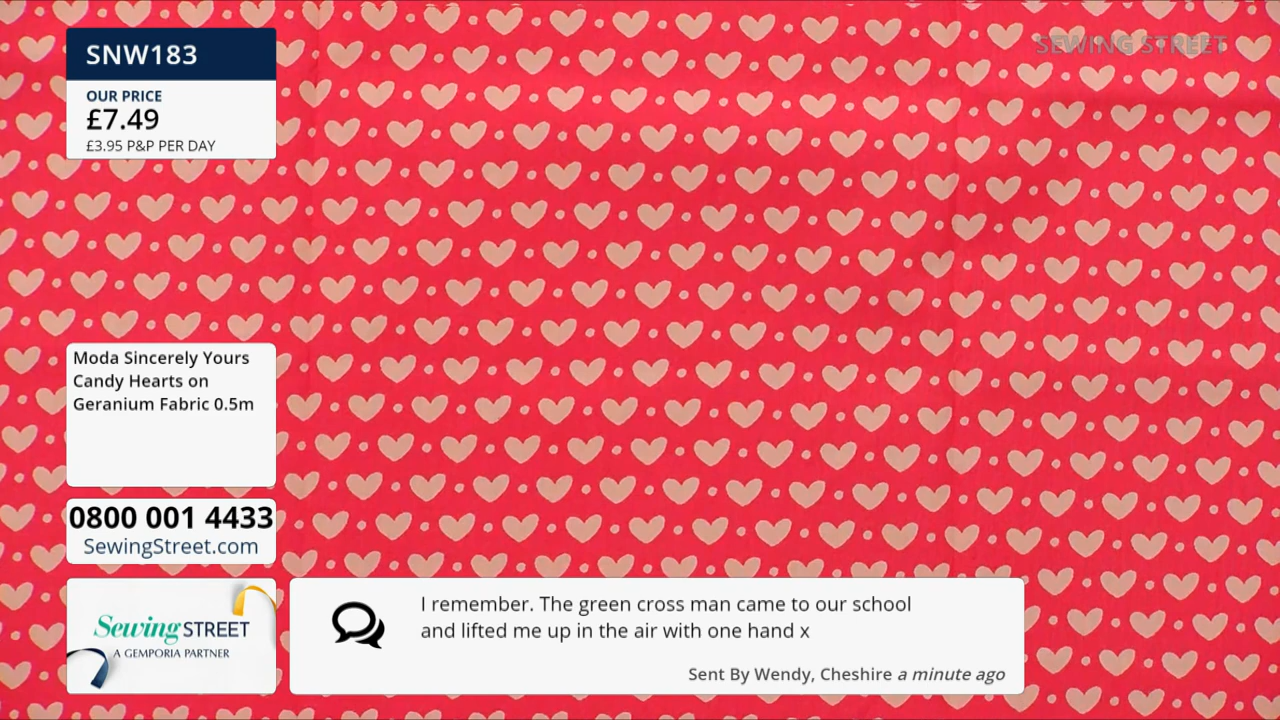 SNW183
OUR PRICE
£7.49
£3.95 P&P PER DAY
SEWING STREET
Moda Sincerely Yours
Candy Hearts on
Geranium Fabric 0.5m
0800 001 4433
SewingStreet.com
Sewing STREET
A GEMPORIA PARTNER
I remember. The green cross man came to our school
and lifted me up in the air with one hand x
Sent By Wendy, Cheshire a minute ago